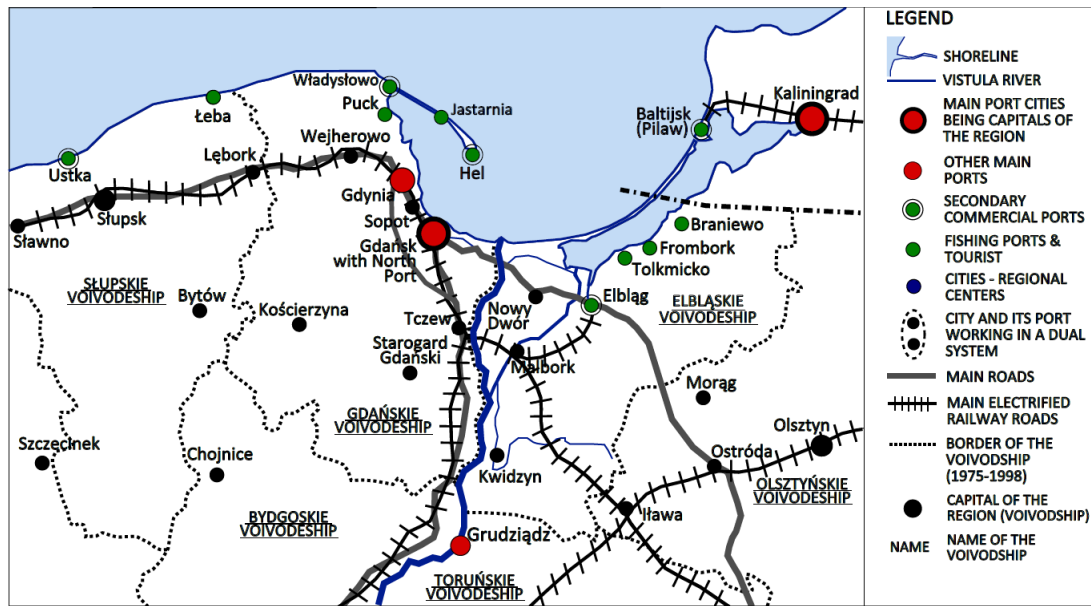 Władysłowo
Puck
Jastarnia
Łeba
Wejherowo
Hel
Baltijsk
(Pilaw)
Kaliningrad
Ustka
Lębork
Gdynia
Sopot
Słupsk
Sławno
Gdańsk
with North
Port
Braniewo
Frombork
Tolkmicko
SŁUPSKIE
VOIVODESHIP
Bytów
Kościerzyna
Nowy
Dwór
Elbląg
ELBLĄSKIE
VOIVODESHIP
Tczew
Starogard
Gdański
Malbork
GDAŃSKIE
VOIVODESHIP
Morąg
Szczecinek
Chojnice
Kwidzyn
Ostróda
Olsztyn
OLSZTYŃSKIE
VOIVODESHIP
BYDGOSKIE
VOIVODESHIP
Iława
Grudziądz
TORUŃSKIE
VOIVODESHIP
LEGEND
SHORELINE
VISTULA RIVER
MAIN PORT CITIES
BEING CAPITALS OF
THE REGION
OTHER MAIN
PORTS
SECONDARY
COMMERCIAL PORTS
FISHING PORTS &
TOURIST
CITIES - REGIONAL
CENTERS
CITY AND ITS PORT
WORKING IN A DUAL
SYSTEM
MAIN ROADS
MAIN ELECTRIFIED
RAILWAY ROADS
BORDER OF THE
VOIVODSHIP
(1975-1998)
CAPITAL OF THE
REGION (VOIVODSHIP)
NAME
NAME OF THE
VOIVODSHIP